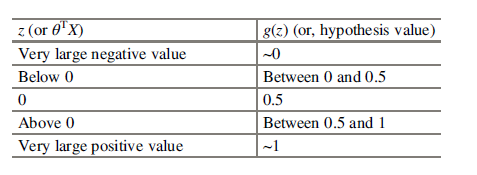 z (or θᵀX) g(z) (or, hypothesis value)
Very large negative value ~0
Below 0 Between 0 and 0.5
0 0.5
Above 0 Between 0.5 and 1
Very large positive value ~1